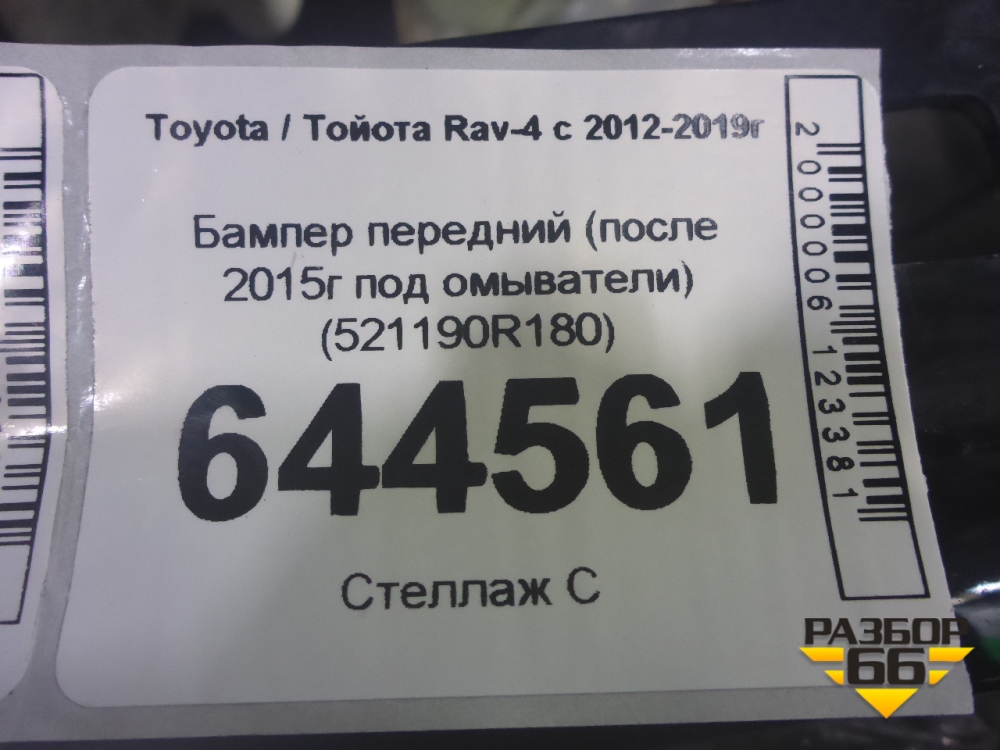 Toyota / Тойота Rav-4 с 2012-2019г
Бампер передний (после
2015г под омыватели)
(521190R180)
644561
Стеллаж С
2000006123381
РАЗБОР
66